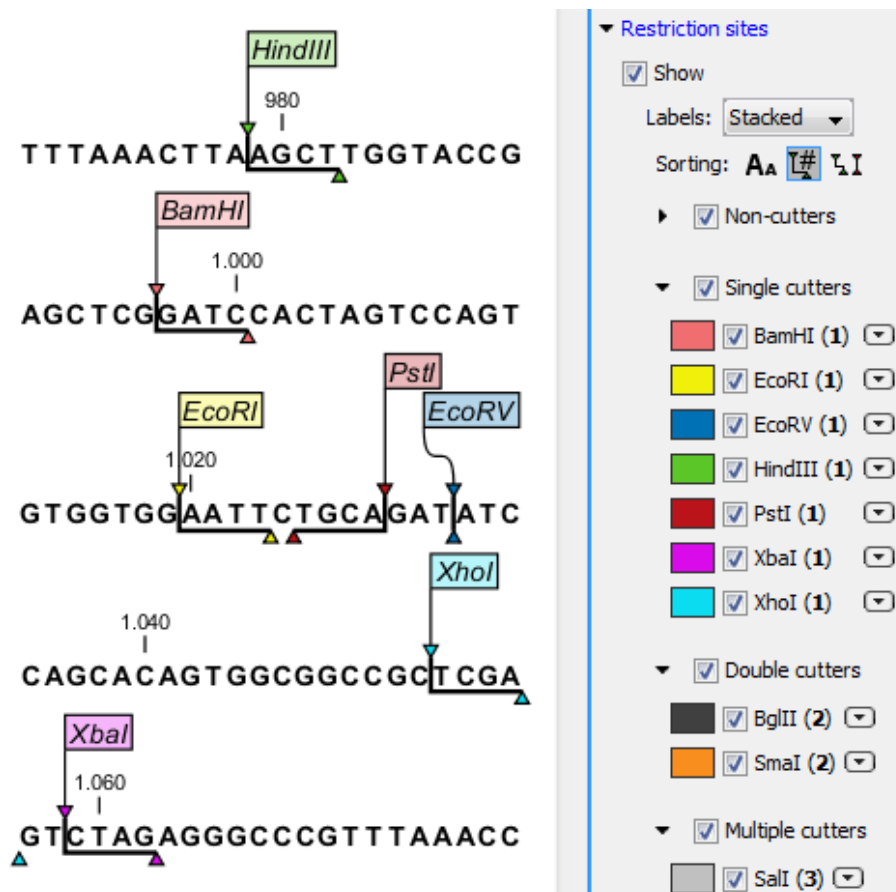 HindIII
980
TTTAAACTTAAGCTTGGTACCG
BamHI
1.000
AGCTCGGATCCACTAGTCCAGT
PstI
EcoRI
EcoRV
1.020
GTGGTGGAATTCTGCAGATATC
XhoI
1.040
CAGCACAGTGGCGGCCGCTCGA
XbaI
1.060
GTCTAGAGGGCCCGTTTAAACC
Restriction sites
Show
Labels: Stacked
Sorting: AA #
Non-cutters
Single cutters
BamHI (1)
EcoRI (1)
EcoRV (1)
HindIII (1)
PstI (1)
XbaI (1)
XhoI (1)
Double cutters
BglII (2)
SmaI (2)
Multiple cutters
SalI (3)